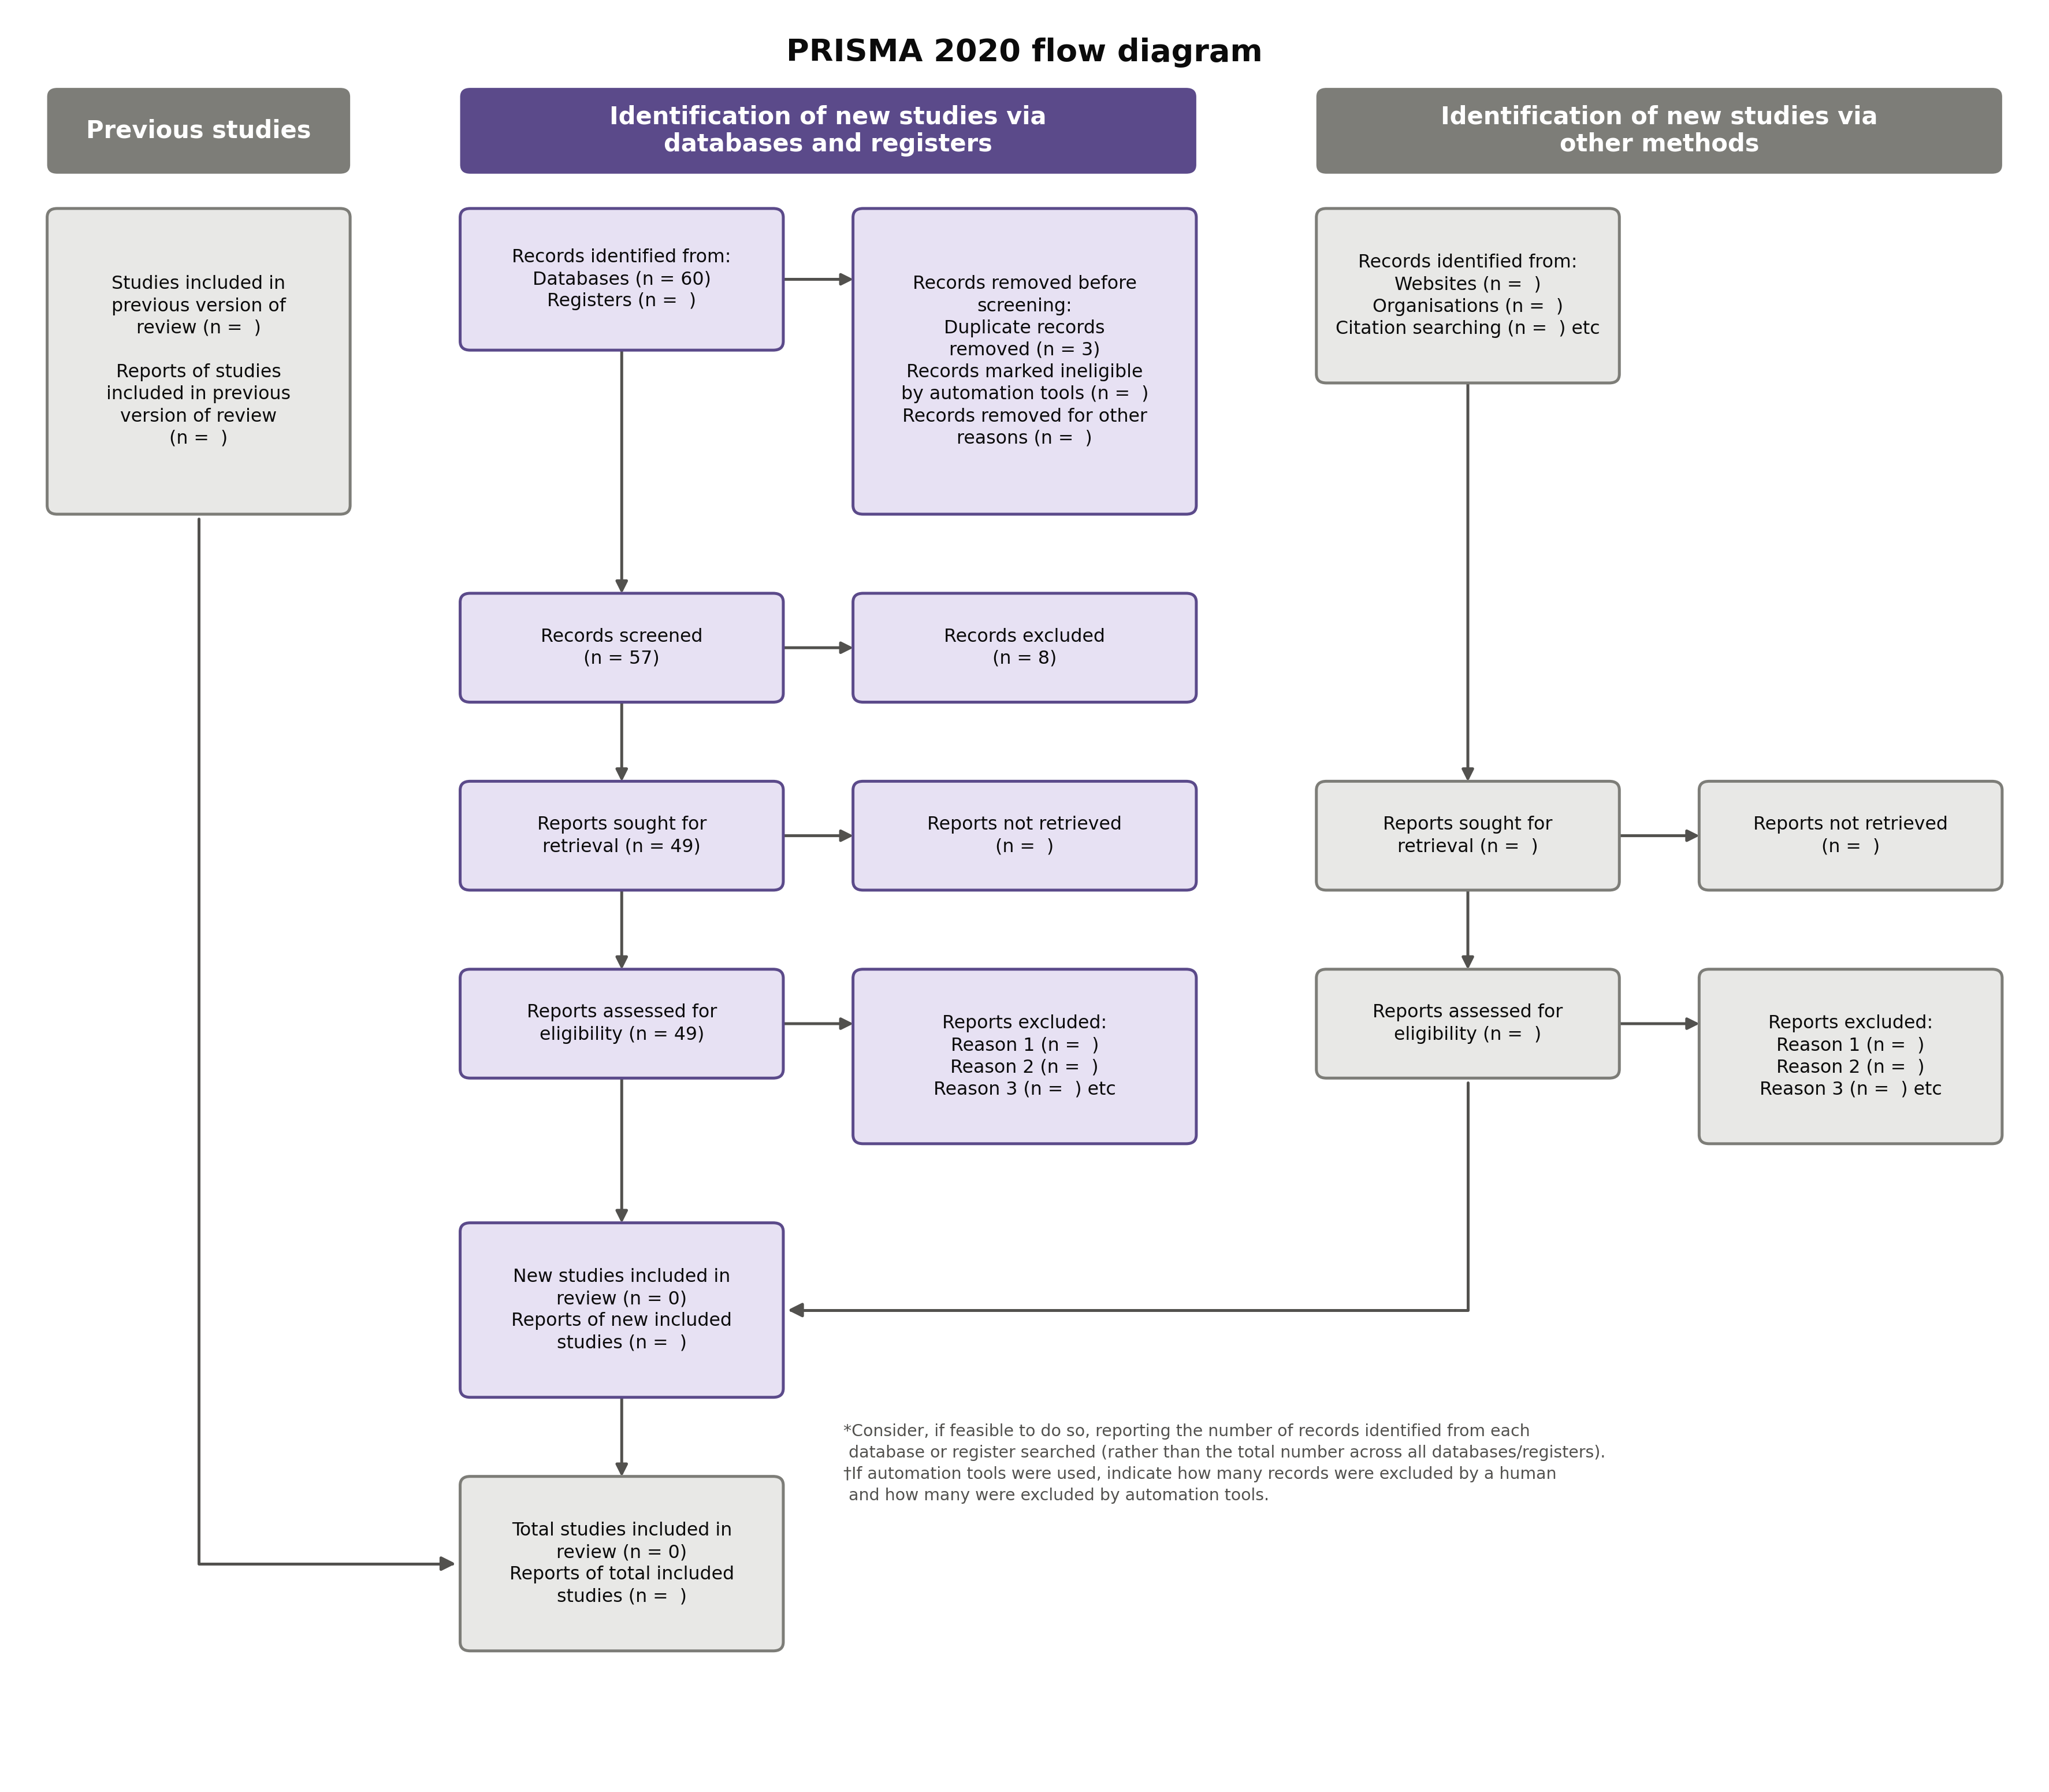 PRISMA 2020 flow diagram
Previous studies
Identification of new studies via
databases and registers
Identification of new studies via
other methods
Studies included in
previous version of
review (n =  )
Reports of studies
included in previous
version of review
(n =  )
Records identified from:
Databases (n = 60)
Registers (n =  )
Records removed before
screening:
Duplicate records
removed (n = 3)
Records marked ineligible
by automation tools (n =  )
Records removed for other
reasons (n =  )
Records identified from:
Websites (n =  )
Organisations (n =  )
Citation searching (n =  ) etc
Records screened
(n = 57)
Records excluded
(n = 8)
Reports sought for
retrieval (n = 49)
Reports not retrieved
(n =  )
Reports sought for
retrieval (n =  )
Reports not retrieved
(n =  )
Reports assessed for
eligibility (n = 49)
Reports excluded:
Reason 1 (n =  )
Reason 2 (n =  )
Reason 3 (n =  ) etc
Reports assessed for
eligibility (n =  )
Reports excluded:
Reason 1 (n =  )
Reason 2 (n =  )
Reason 3 (n =  ) etc
New studies included in
review (n = 0)
Reports of new included
studies (n =  )
*Consider, if feasible to do so, reporting the number of records identified from each
database or register searched (rather than the total number across all databases/registers).
†If automation tools were used, indicate how many records were excluded by a human
and how many were excluded by automation tools.
Total studies included in
review (n = 0)
Reports of total included
studies (n =  )